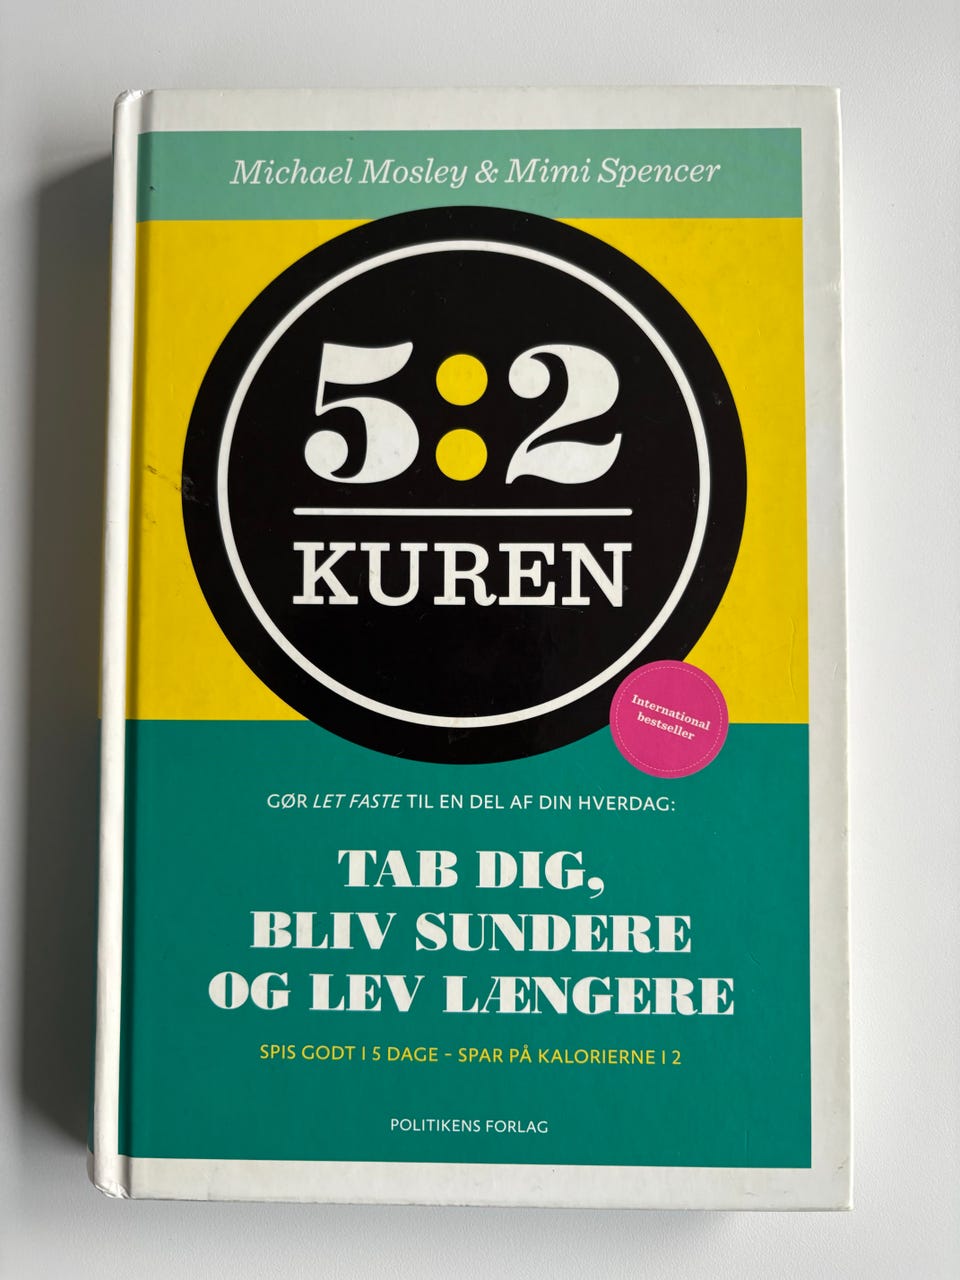 Michael Mosley & Mimi Spencer
5:2
KUREN
International
bestseller
GØR LET FASTE TIL EN DEL AF DIN HVERDAG:
TAB DIG,
BLIV SUNDERE
OG LEV LÆNGERE
SPIS GODT I 5 DAGE – SPAR PÅ KALORIERNE I 2
POLITIKENS FORLAG